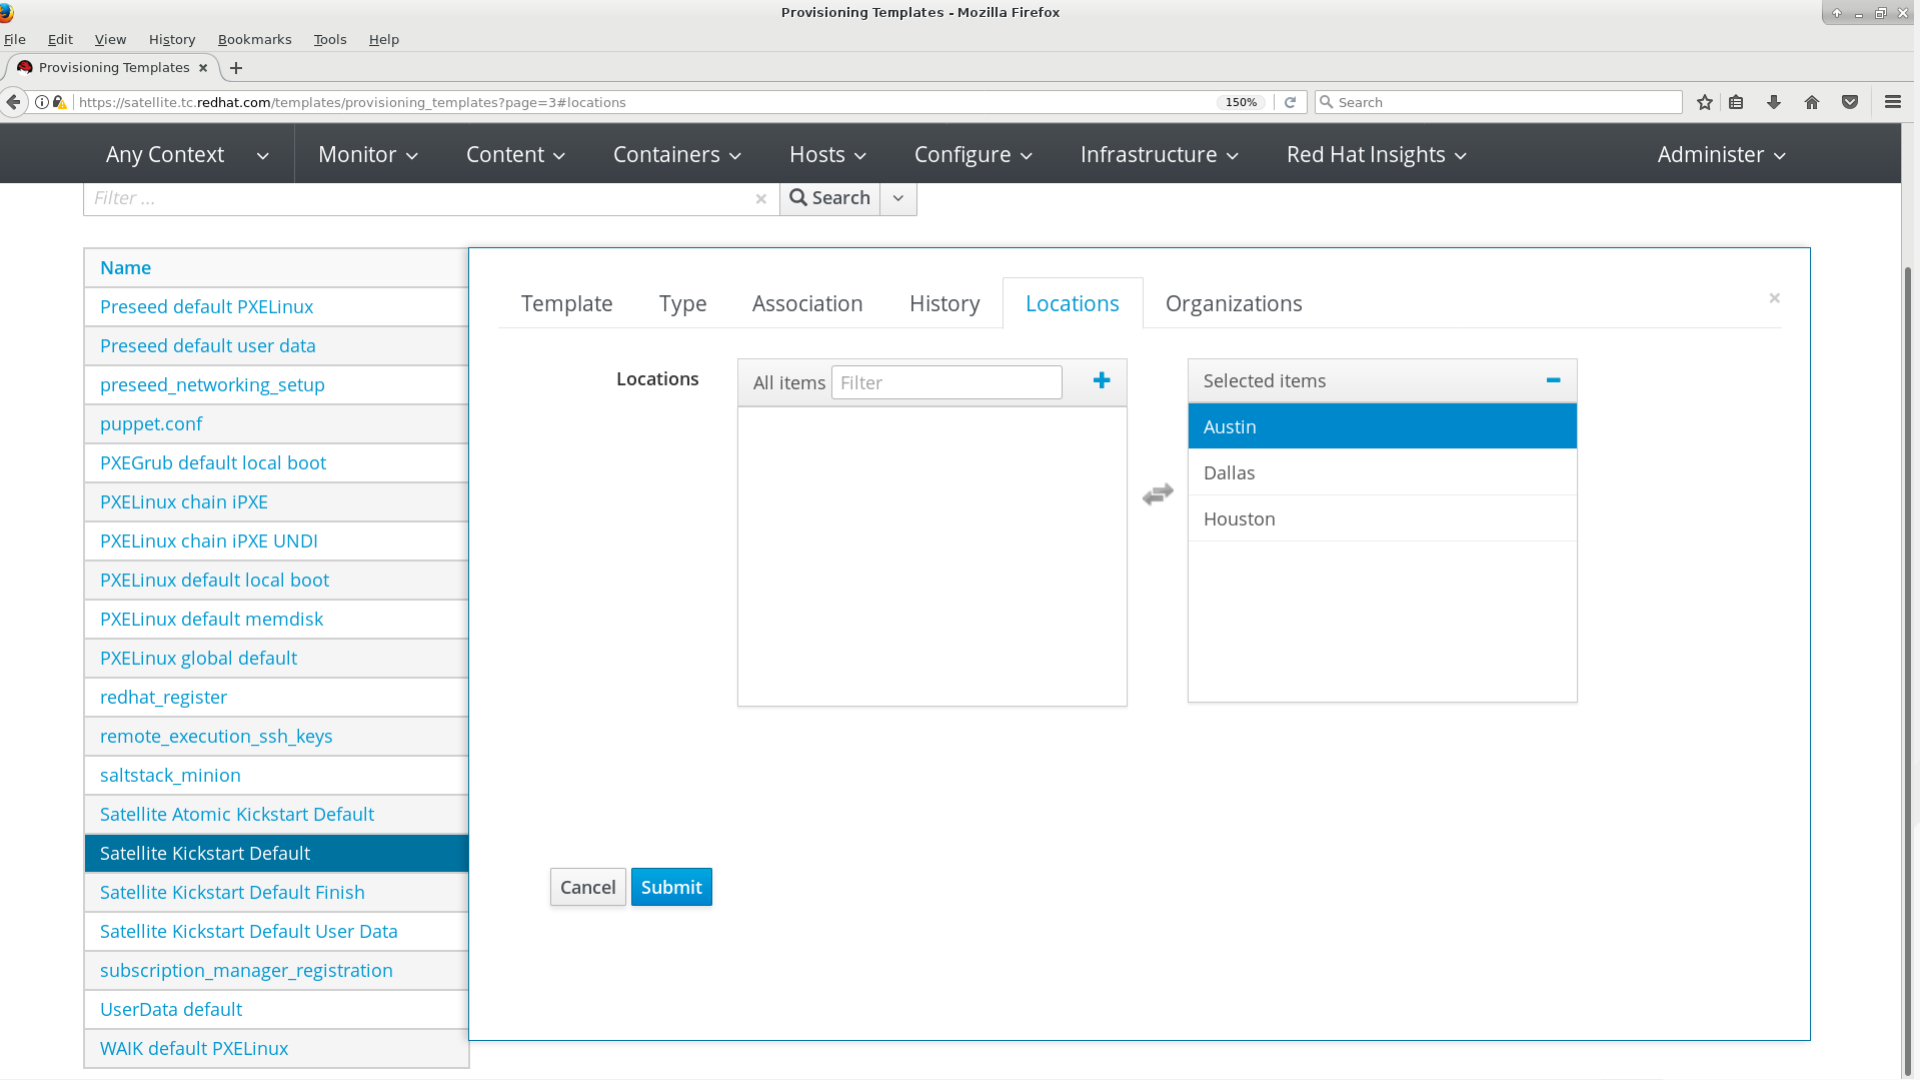 Provisioning Templates - Mozilla Firefox
File Edit View History Bookmarks Tools Help
Provisioning Templates
https://satellite.tc.redhat.com/templates/provisioning_templates?page=3#locations 150% Search
Any Context Monitor Content Containers Hosts Configure Infrastructure Red Hat Insights Administer
Filter ... Search
Name
Preseed default PXELinux
Preseed default user data
preseed_networking_setup
puppet.conf
PXEGrub default local boot
PXELinux chain iPXE
PXELinux chain iPXE UNDI
PXELinux default local boot
PXELinux default memdisk
PXELinux global default
redhat_register
remote_execution_ssh_keys
saltstack_minion
Satellite Atomic Kickstart Default
Satellite Kickstart Default
Satellite Kickstart Default Finish
Satellite Kickstart Default User Data
subscription_manager_registration
UserData default
WAIK default PXELinux
Template Type Association History Locations Organizations
Locations
All items Filter
Selected items
Austin
Dallas
Houston
Cancel Submit